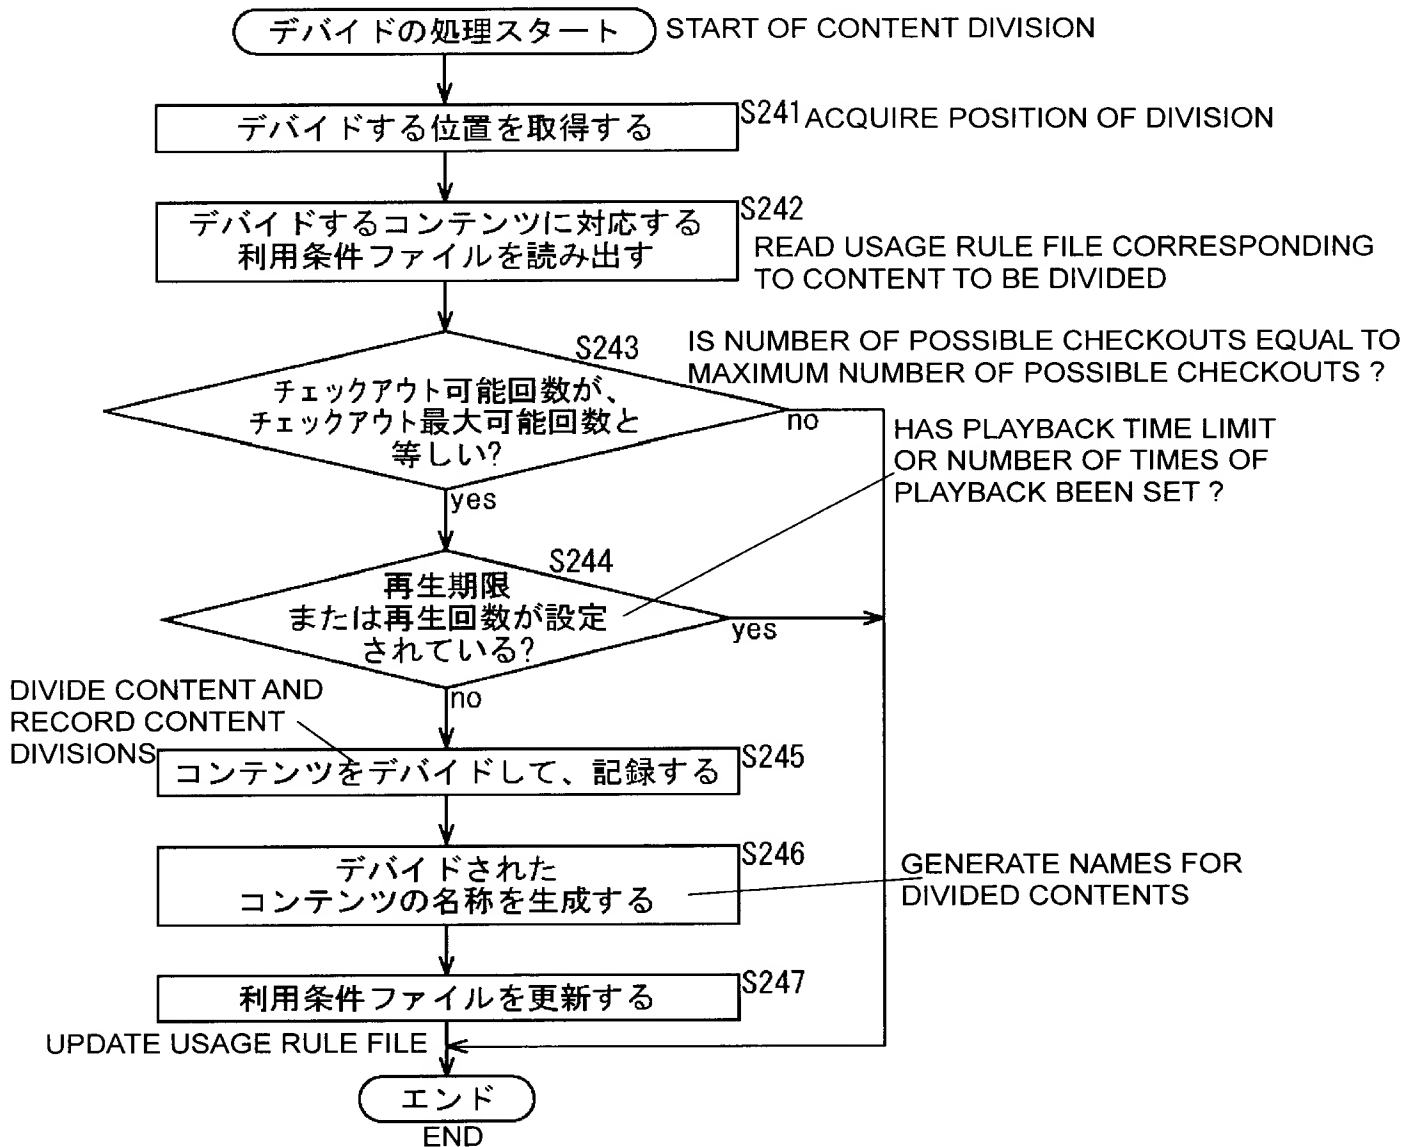 デバイドの処理スタート
START OF CONTENT DIVISION
デバイドする位置を取得する
S241
ACQUIRE POSITION OF DIVISION
デバイドするコンテンツに対応する
利用条件ファイルを読み出す
S242
READ USAGE RULE FILE CORRESPONDING
TO CONTENT TO BE DIVIDED
S243
チェックアウト可能回数が、
チェックアウト最大可能回数と
等しい?
IS NUMBER OF POSSIBLE CHECKOUTS EQUAL TO
MAXIMUM NUMBER OF POSSIBLE CHECKOUTS ?
no
yes
HAS PLAYBACK TIME LIMIT
OR NUMBER OF TIMES OF
PLAYBACK BEEN SET ?
S244
再生期限
または再生回数が設定
されている?
yes
no
DIVIDE CONTENT AND
RECORD CONTENT
DIVISIONS
コンテンツをデバイドして、記録する
S245
デバイドされた
コンテンツの名称を生成する
S246
GENERATE NAMES FOR
DIVIDED CONTENTS
利用条件ファイルを更新する
S247
UPDATE USAGE RULE FILE
エンド
END